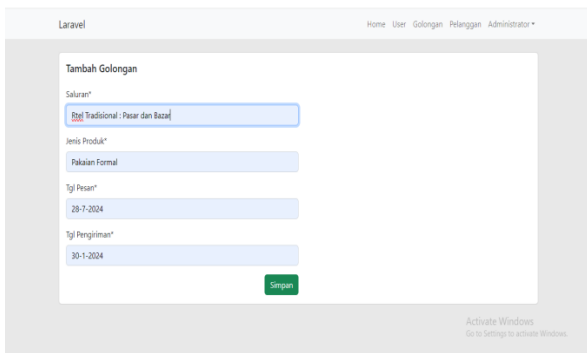 Laravel
Home User Golongan Pelanggan Administrator
Tambah Golongan
Saluran*
Rtel Tradisional : Pasar dan Bazar
Jenis Produk*
Pakaian Formal
Tgl Pesan*
28-7-2024
Tgl Pengiriman*
30-1-2024
Simpan
Activate Windows
Go to Settings to activate Windows.